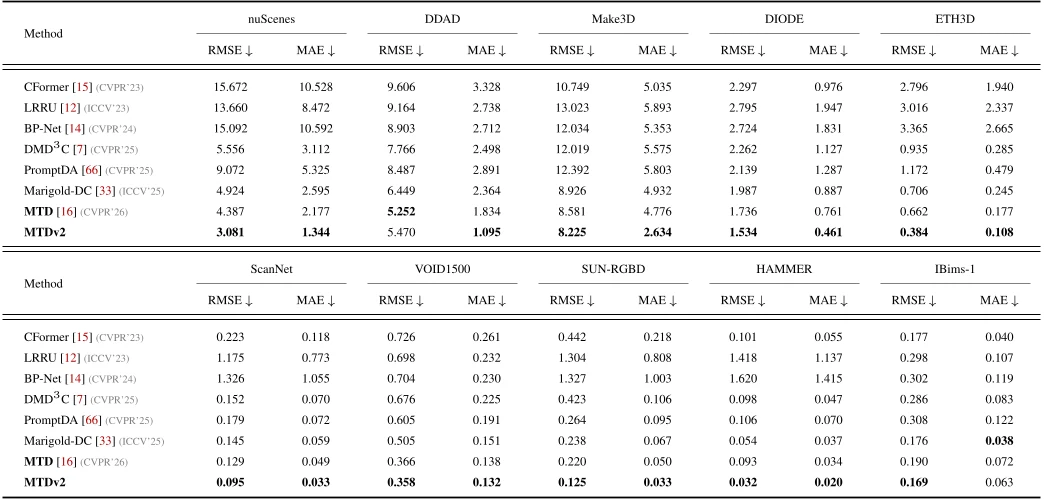 Method nuScenes DDAD Make3D DIODE ETH3D
RMSE ↓ MAE ↓ RMSE ↓ MAE ↓ RMSE ↓ MAE ↓ RMSE ↓ MAE ↓ RMSE ↓ MAE ↓
CFormer [15] (CVPR'23) 15.672 10.528 9.606 3.328 10.749 5.035 2.297 0.976 2.796 1.940
LRRU [12] (ICCV'23) 13.660 8.472 9.164 2.738 13.023 5.893 2.795 1.947 3.016 2.337
BP-Net [14] (CVPR'24) 15.092 10.592 8.903 2.712 12.034 5.353 2.724 1.831 3.365 2.665
DMD³C [7] (CVPR'25) 5.556 3.112 7.766 2.498 12.019 5.575 2.262 1.127 0.935 0.285
PromptDA [66] (CVPR'25) 9.072 5.325 8.487 2.891 12.392 5.803 2.139 1.287 1.172 0.479
Marigold-DC [33] (ICCV'25) 4.924 2.595 6.449 2.364 8.926 4.932 1.987 0.887 0.706 0.245
MTD [16] (CVPR'26) 4.387 2.177 5.252 1.834 8.581 4.776 1.736 0.761 0.662 0.177
MTDv2 3.081 1.344 5.470 1.095 8.225 2.634 1.534 0.461 0.384 0.108
Method ScanNet VOID1500 SUN-RGBD HAMMER IBims-1
RMSE ↓ MAE ↓ RMSE ↓ MAE ↓ RMSE ↓ MAE ↓ RMSE ↓ MAE ↓ RMSE ↓ MAE ↓
CFormer [15] (CVPR'23) 0.223 0.118 0.726 0.261 0.442 0.218 0.101 0.055 0.177 0.040
LRRU [12] (ICCV'23) 1.175 0.773 0.698 0.232 1.304 0.808 1.418 1.137 0.298 0.107
BP-Net [14] (CVPR'24) 1.326 1.055 0.704 0.230 1.327 1.003 1.620 1.415 0.302 0.119
DMD³C [7] (CVPR'25) 0.152 0.070 0.676 0.225 0.423 0.106 0.098 0.047 0.286 0.083
PromptDA [66] (CVPR'25) 0.179 0.072 0.605 0.191 0.264 0.095 0.106 0.070 0.308 0.122
Marigold-DC [33] (ICCV'25) 0.145 0.059 0.505 0.151 0.238 0.067 0.054 0.037 0.176 0.038
MTD [16] (CVPR'26) 0.129 0.049 0.366 0.138 0.220 0.050 0.093 0.034 0.190 0.072
MTDv2 0.095 0.033 0.358 0.132 0.125 0.033 0.032 0.020 0.169 0.063